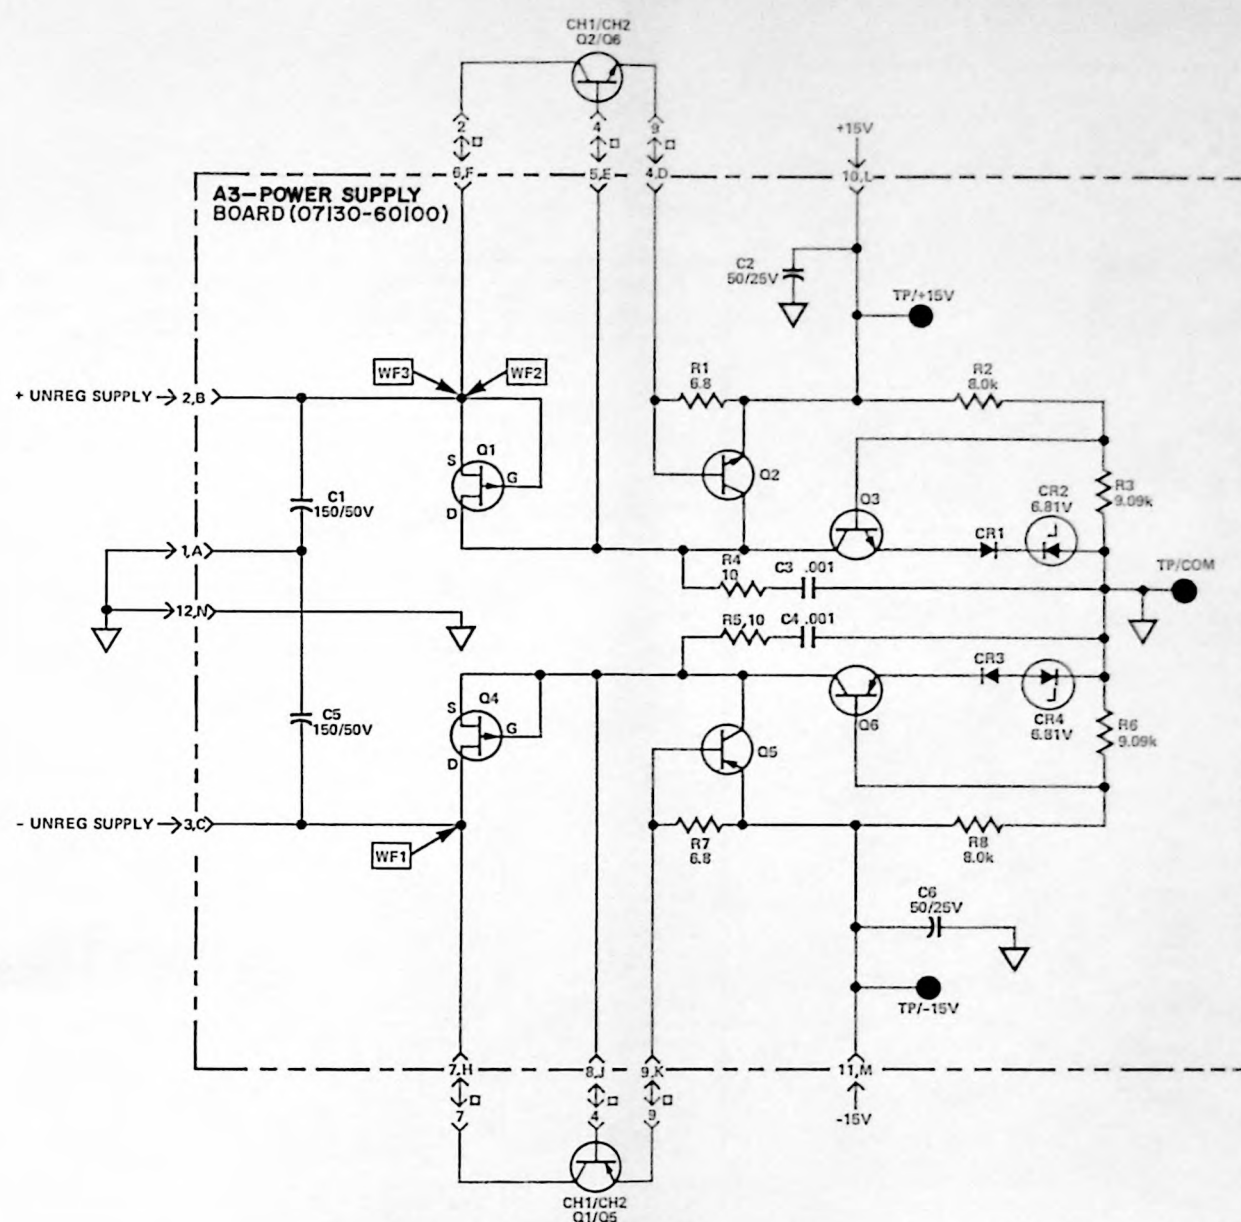 CH1/CH2
Q2/Q6
2
4
9
+15V
6,F
5,E
4,D
10,L
A3–POWER SUPPLY
BOARD (07130-60100)
C2
50/25V
TP/+15V
WF3
WF2
R1
6.8
R2
8.0k
+ UNREG SUPPLY
2,B
S
Q1
G
D
Q2
Q3
CR2
6.81V
R3
9.09k
C1
150/50V
CR1
1,A
R4
10
C3 .001
TP/COM
12,N
R5,10
C4 .001
CR3
S
Q4
G
D
C5
150/50V
Q5
Q6
CR4
6.81V
R6
9.09k
- UNREG SUPPLY
3,C
WF1
R7
6.8
R8
8.0k
C6
50/25V
TP/-15V
7,H
8,J
9,K
11,M
7
4
9
-15V
CH1/CH2
Q1/Q5